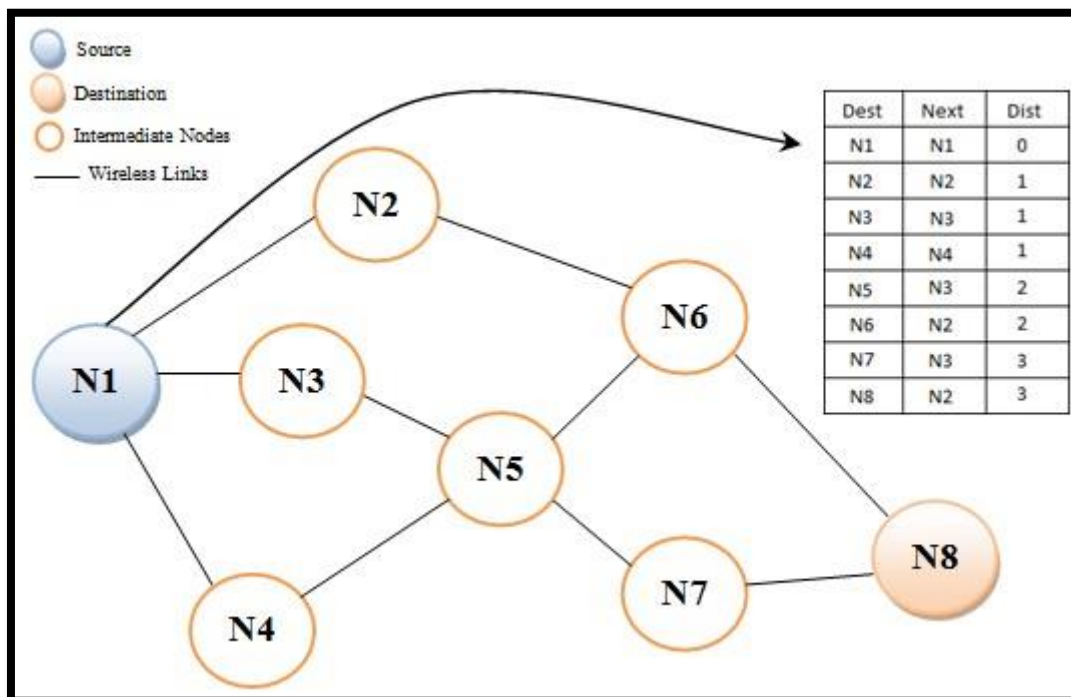 Source
Destination
Intermediate Nodes
Wireless Links
N1
N2
N3
N4
N5
N6
N7
N8
Dest Next Dist
N1 N1 0
N2 N2 1
N3 N3 1
N4 N4 1
N5 N3 2
N6 N2 2
N7 N3 3
N8 N2 3